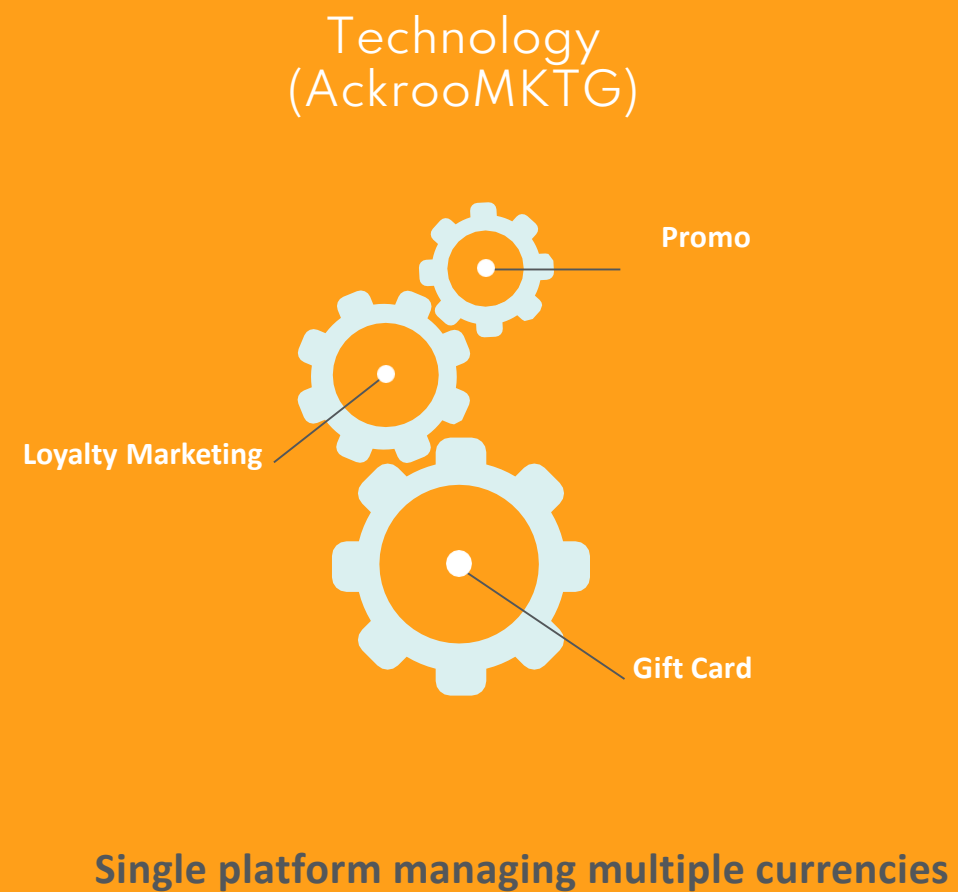 Technology
(AckrooMKTG)
Promo
Loyalty Marketing
Gift Card
Single platform managing multiple currencies